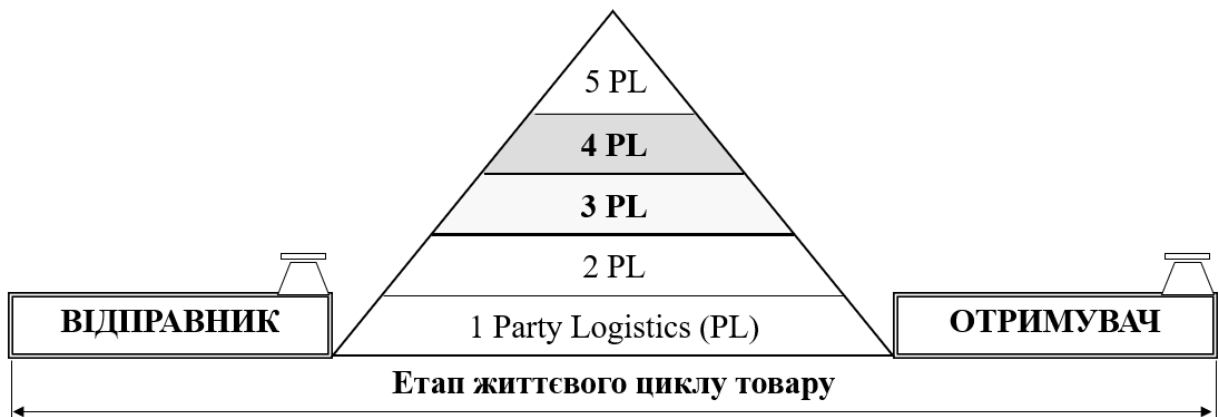 5 PL
4 PL
3 PL
2 PL
ВІДПРАВНИК
1 Party Logistics (PL)
ОТРИМУВАЧ
Етап життєвого циклу товару